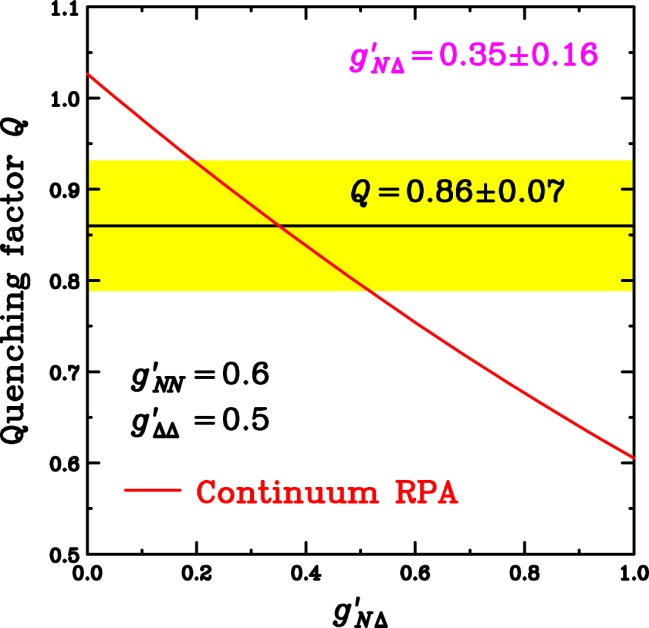 1.1
1.0
0.9
0.8
0.7
0.6
0.5
Quenching factor Q
g′NΔ=0.35±0.16
Q=0.86±0.07
g′NN=0.6
g′ΔΔ=0.5
Continuum RPA
0.0 0.2 0.4 0.6 0.8 1.0
g′NΔ